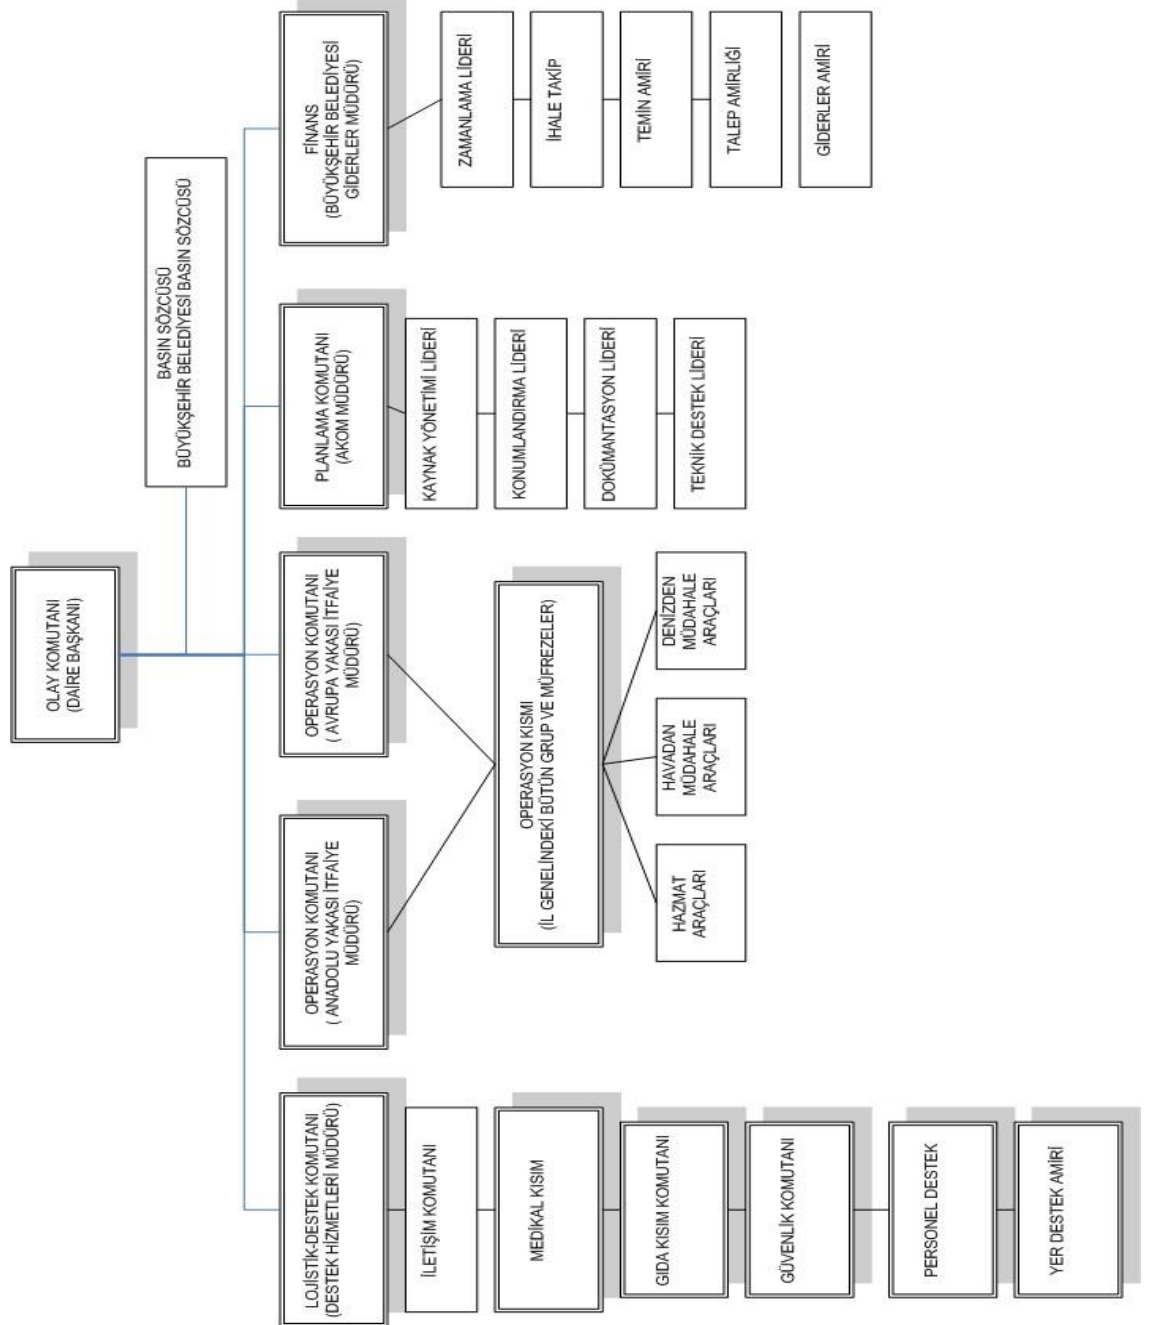 OLAY KOMUTANI
(DAİRE BAŞKANI)
BASIN SÖZCÜSÜ
BÜYÜKŞEHİR BELEDİYESİ BASIN SÖZCÜSÜ
LOJİSTİK-DESTEK KOMUTANI
(DESTEK HİZMETLERİ MÜDÜRÜ)
İLETİŞİM KOMUTANI
MEDİKAL KISIM
GIDA KISIM KOMUTANI
GÜVENLİK KOMUTANI
PERSONEL DESTEK
YER DESTEK AMİRİ
OPERASYON KOMUTANI
( ANADOLU YAKASI İTFAİYE
MÜDÜRÜ)
OPERASYON KOMUTANI
( AVRUPA YAKASI İTFAİYE
MÜDÜRÜ)
OPERASYON KISMI
(İL GENELİNDEKİ BÜTÜN GRUP VE MÜFREZELER)
HAZMAT
ARAÇLARI
HAVADAN
MÜDAHALE
ARAÇLARI
DENİZDEN
MÜDAHALE
ARAÇLARI
PLANLAMA KOMUTANI
(AKOM MÜDÜRÜ)
KAYNAK YÖNETİMİ LİDERİ
KONUMLANDIRMA LİDERİ
DOKÜMANTASYON LİDERİ
TEKNİK DESTEK LİDERİ
FİNANS
(BÜYÜKŞEHİR BELEDİYESİ
GİDERLER MÜDÜRÜ)
ZAMANLAMA LİDERİ
İHALE TAKİP
TEMİN AMİRİ
TALEP AMİRLİĞİ
GİDERLER AMİRİ